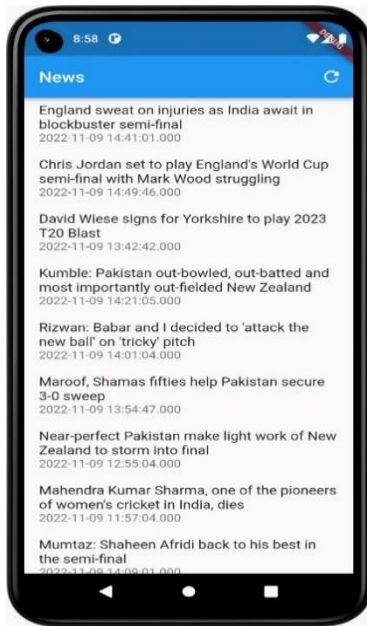 8:58
DEBUG
News
England sweat on injuries as India await in
blockbuster semi-final
2022-11-09 14:41:01.000
Chris Jordan set to play England's World Cup
semi-final with Mark Wood struggling
2022-11-09 14:49:46.000
David Wiese signs for Yorkshire to play 2023
T20 Blast
2022-11-09 13:42:42.000
Kumble: Pakistan out-bowled, out-batted and
most importantly out-fielded New Zealand
2022-11-09 14:21:05.000
Rizwan: Babar and I decided to 'attack the
new ball' on 'tricky' pitch
2022-11-09 14:01:04.000
Maroof, Shamas fifties help Pakistan secure
3-0 sweep
2022-11-09 13:54:47.000
Near-perfect Pakistan make light work of New
Zealand to storm into final
2022-11-09 12:55:04.000
Mahendra Kumar Sharma, one of the pioneers
of women's cricket in India, dies
2022-11-09 11:57:04.000
Mumtaz: Shaheen Afridi back to his best in
the semi-final
2022-11-09 14:09:01.000